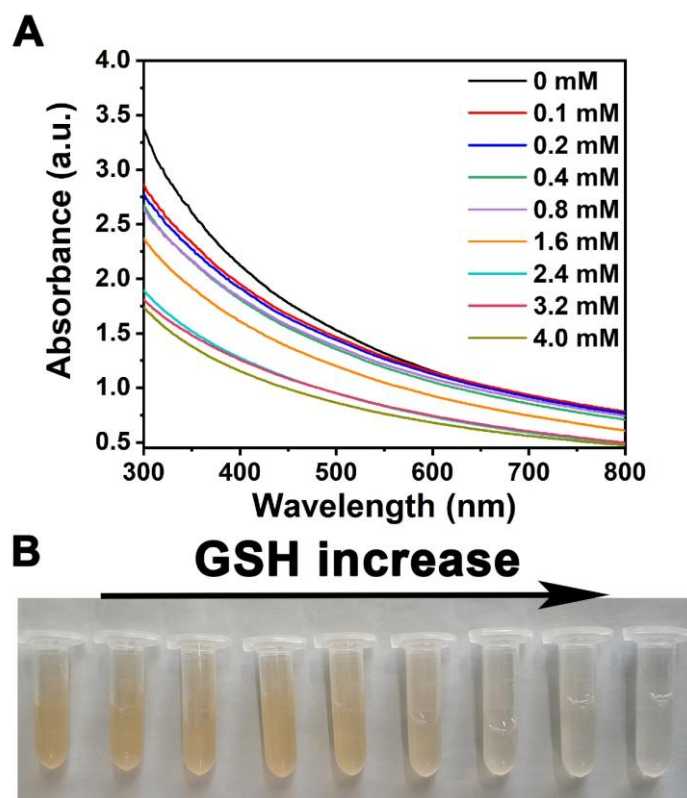 A
Absorbance (a.u.)
4.0
3.5
3.0
2.5
2.0
1.5
1.0
0.5
0 mM
0.1 mM
0.2 mM
0.4 mM
0.8 mM
1.6 mM
2.4 mM
3.2 mM
4.0 mM
300 400 500 600 700 800
Wavelength (nm)
B
GSH increase